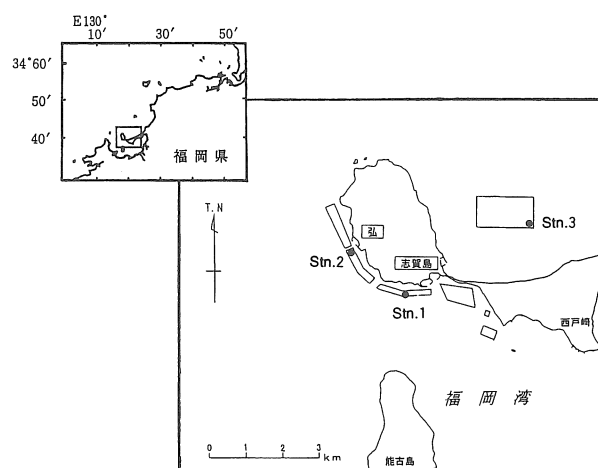 E130°
10′ 30′ 50′
34°60′
50′
40′
福岡県
T.N
弘
Stn.3
Stn.2
志賀島
Stn.1
西戸崎
福岡湾
能古島
0 1 2 3
km